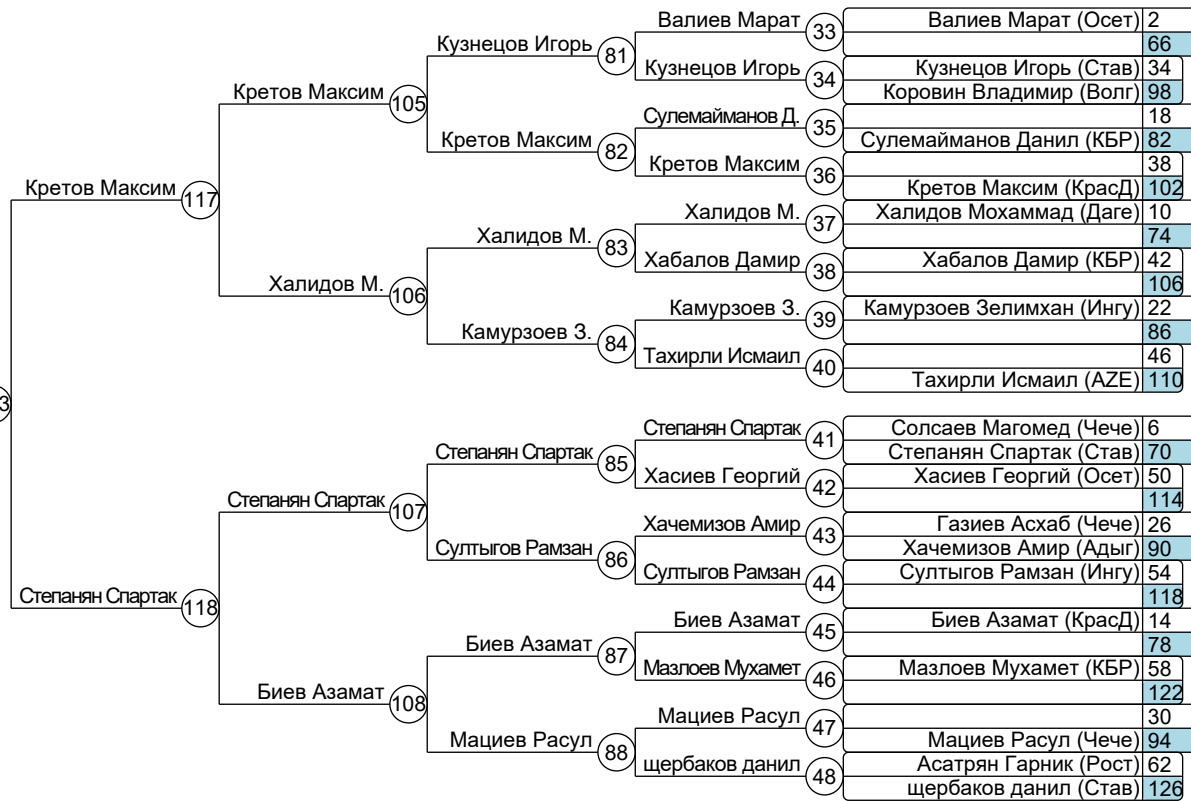 Валиев Марат 33 Валиев Марат (Осет) 2
66
Кузнецов Игорь 81
Кузнецов Игорь 34 Кузнецов Игорь (Став) 34
Коровин Владимир (Волг) 98
Кретов Максим 105
Сулемайманов Д. 35 18
Сулемайманов Данил (КБР) 82
Кретов Максим 82
Кретов Максим 36 38
Кретов Максим (КрасД) 102
Кретов Максим 117
Халидов М. 37 Халидов Мохаммад (Даге) 10
74
Халидов М. 83
Хабалов Дамир 38 Хабалов Дамир (КБР) 42
106
Халидов М. 106
Камурзоев З. 39 Камурзоев Зелимхан (Ингу) 22
86
Камурзоев З. 84
Тахирли Исмаил 40 46
Тахирли Исмаил (AZE) 110
3
Степанян Спартак 41 Солсаев Магомед (Чече) 6
Степанян Спартак (Став) 70
Степанян Спартак 85
Хасиев Георгий 42 Хасиев Георгий (Осет) 50
114
Степанян Спартак 107
Хачемизов Амир 43 Газиев Асхаб (Чече) 26
Хачемизов Амир (Адыг) 90
Султыгов Рамзан 86
Султыгов Рамзан 44 Султыгов Рамзан (Ингу) 54
118
Степанян Спартак 118
Биев Азамат 45 Биев Азамат (КрасД) 14
78
Биев Азамат 87
Мазлоев Мухамет 46 Мазлоев Мухамет (КБР) 58
122
Биев Азамат 108
Мациев Расул 47 30
Мациев Расул (Чече) 94
Мациев Расул 88
щербаков данил 48 Асатрян Гарник (Рост) 62
щербаков данил (Став) 126